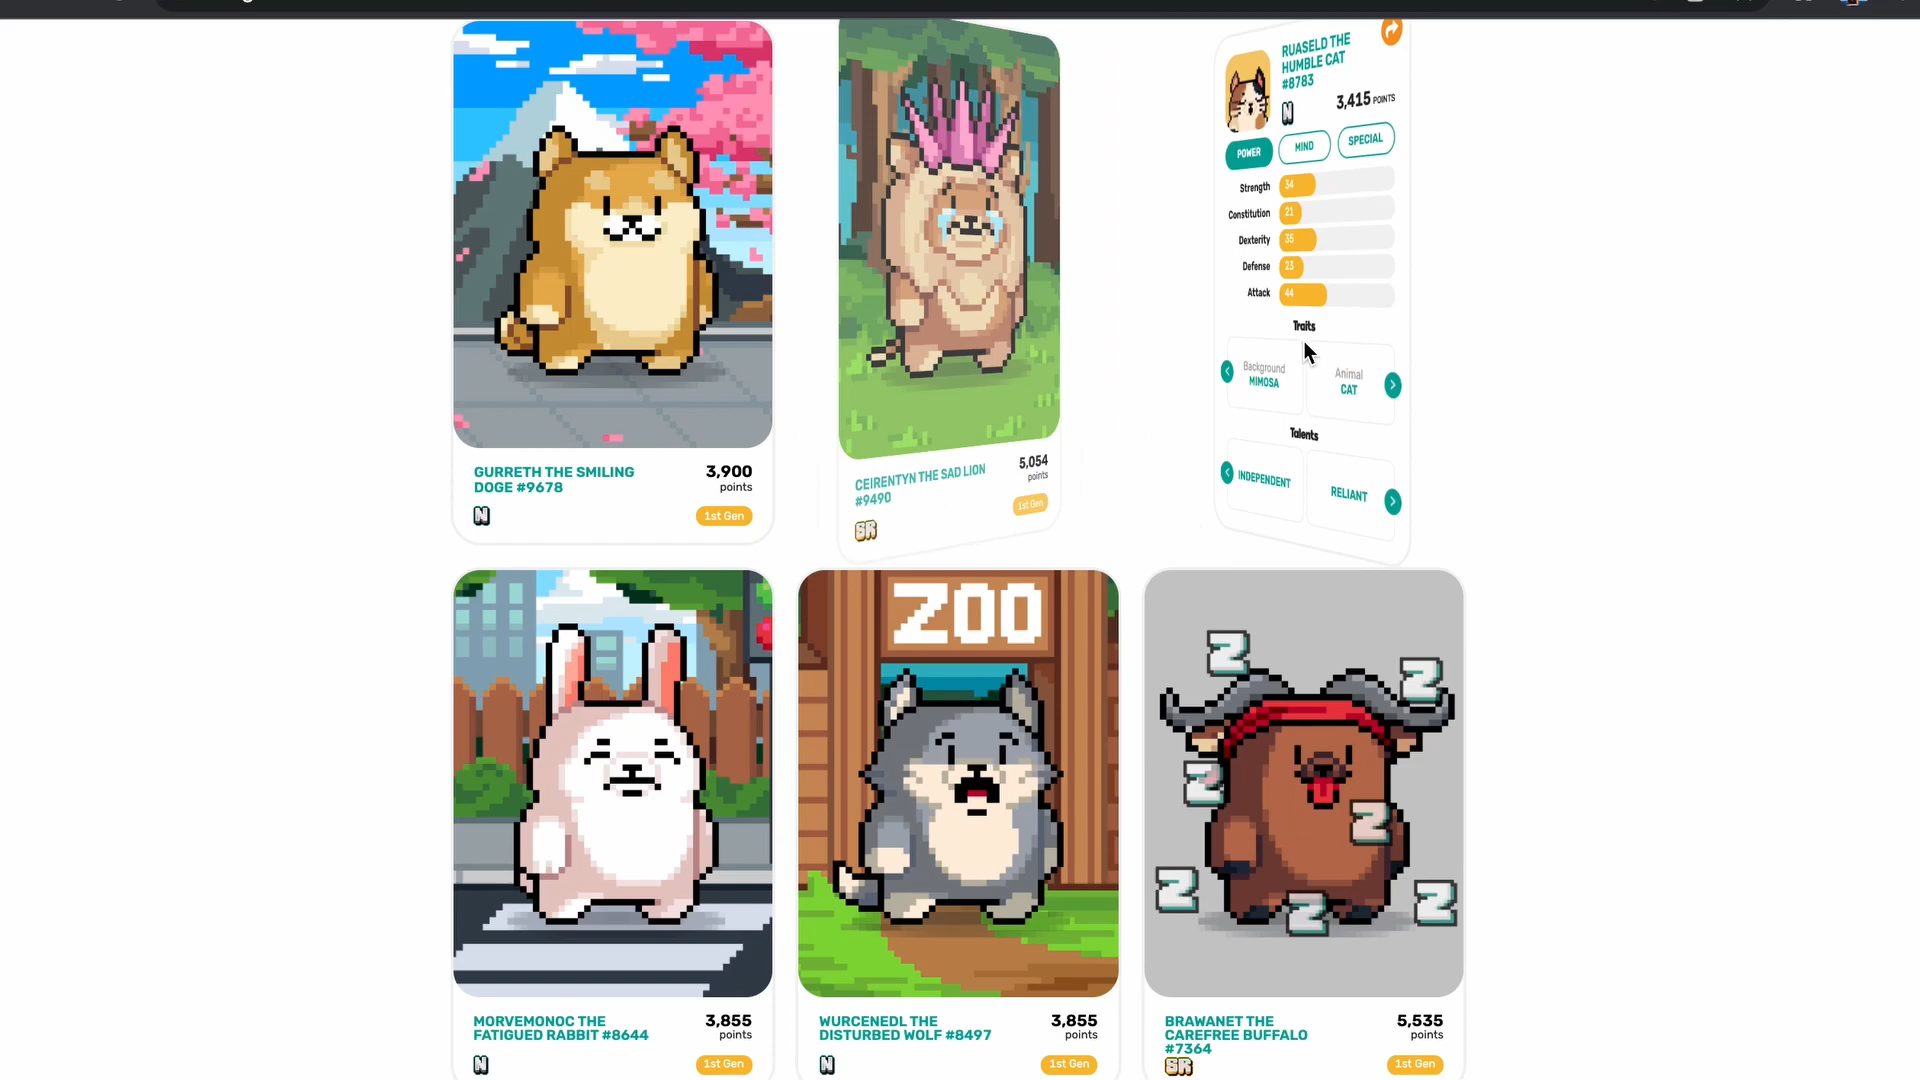 GURRETH THE SMILING
DOGE #9678
3,900
points
N
1st Gen
CEIRENTYN THE SAD LION
#9490
5,054
points
SR
1st Gen
RUASELD THE
HUMBLE CAT
#8783
N
3,415 POINTS
POWER
MIND
SPECIAL
Strength 34
Constitution 21
Dexterity 35
Defense 23
Attack 44
Traits
Background
MIMOSA
Animal
CAT
Talents
INDEPENDENT
RELIANT
MORVEMONOC THE
FATIGUED RABBIT #8644
3,855
points
N
1st Gen
ZOO
WURCENEDL THE
DISTURBED WOLF #8497
3,855
points
N
1st Gen
Z
Z
Z
Z
Z
Z
Z
BRAWANET THE
CAREFREE BUFFALO
#7364
5,535
points
SR
1st Gen